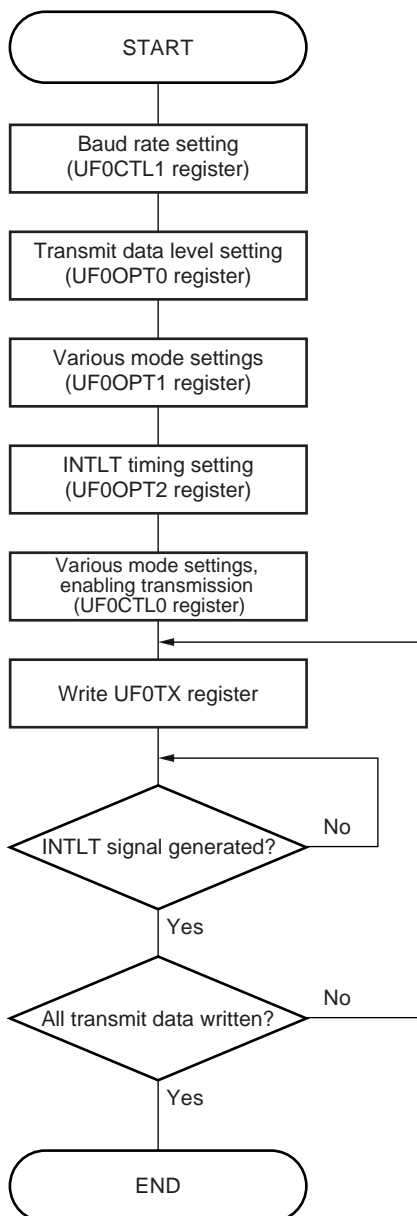 START
Baud rate setting
(UF0CTL1 register)
Transmit data level setting
(UF0OPT0 register)
Various mode settings
(UF0OPT1 register)
INTLT timing setting
(UF0OPT2 register)
Various mode settings,
enabling transmission
(UF0CTL0 register)
Write UF0TX register
INTLT signal generated?
No
Yes
All transmit data written?
No
Yes
END